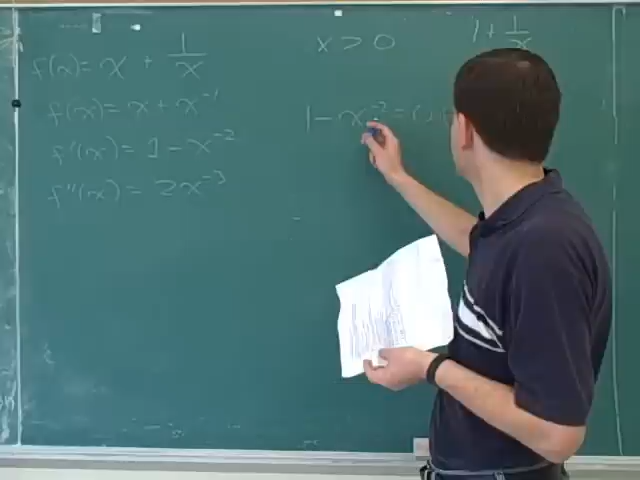 f(x) = x + 1/x
f(x) = x + x^-1
f'(x) = 1 - x^-2
f''(x) = 2x^-3
x > 0
1 + 1/x
1 - x^-2 = 0